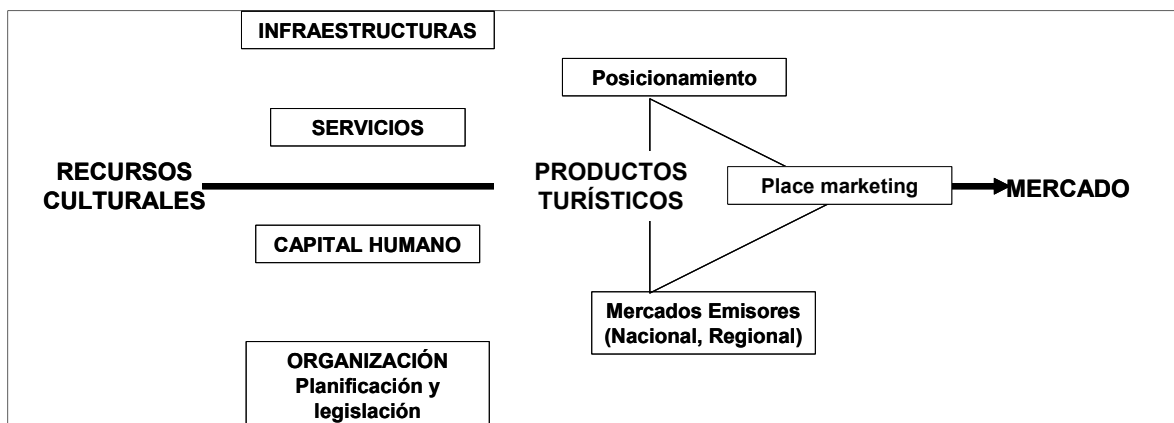 INFRAESTRUCTURAS
SERVICIOS
RECURSOS
CULTURALES
CAPITAL HUMANO
ORGANIZACIÓN
Planificación y
legislación
Posicionamiento
PRODUCTOS
TURÍSTICOS
Place marketing
MERCADO
Mercados Emisores
(Nacional, Regional)